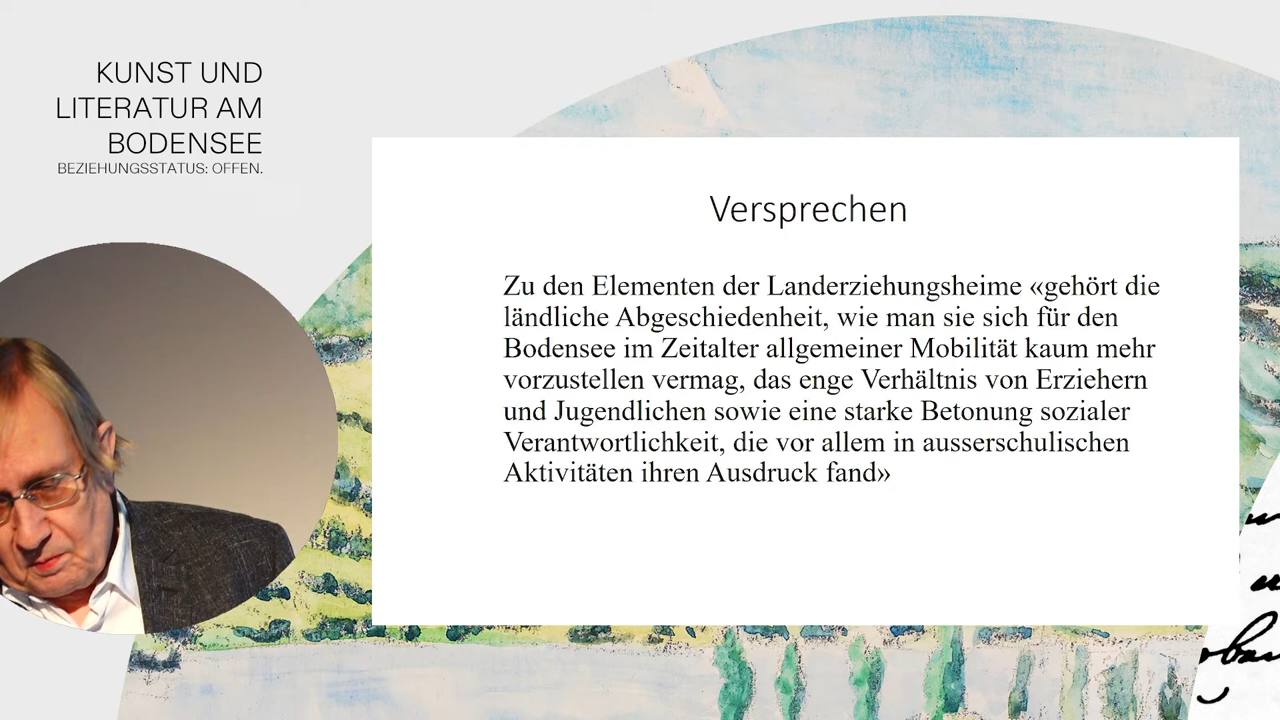 KUNST UND
LITERATUR AM
BODENSEE
BEZIEHUNGSSTATUS: OFFEN.
Versprechen
Zu den Elementen der Landerziehungsheime «gehört die
ländliche Abgeschiedenheit, wie man sie sich für den
Bodensee im Zeitalter allgemeiner Mobilität kaum mehr
vorzustellen vermag, das enge Verhältnis von Erziehern
und Jugendlichen sowie eine starke Betonung sozialer
Verantwortlichkeit, die vor allem in ausserschulischen
Aktivitäten ihren Ausdruck fand»